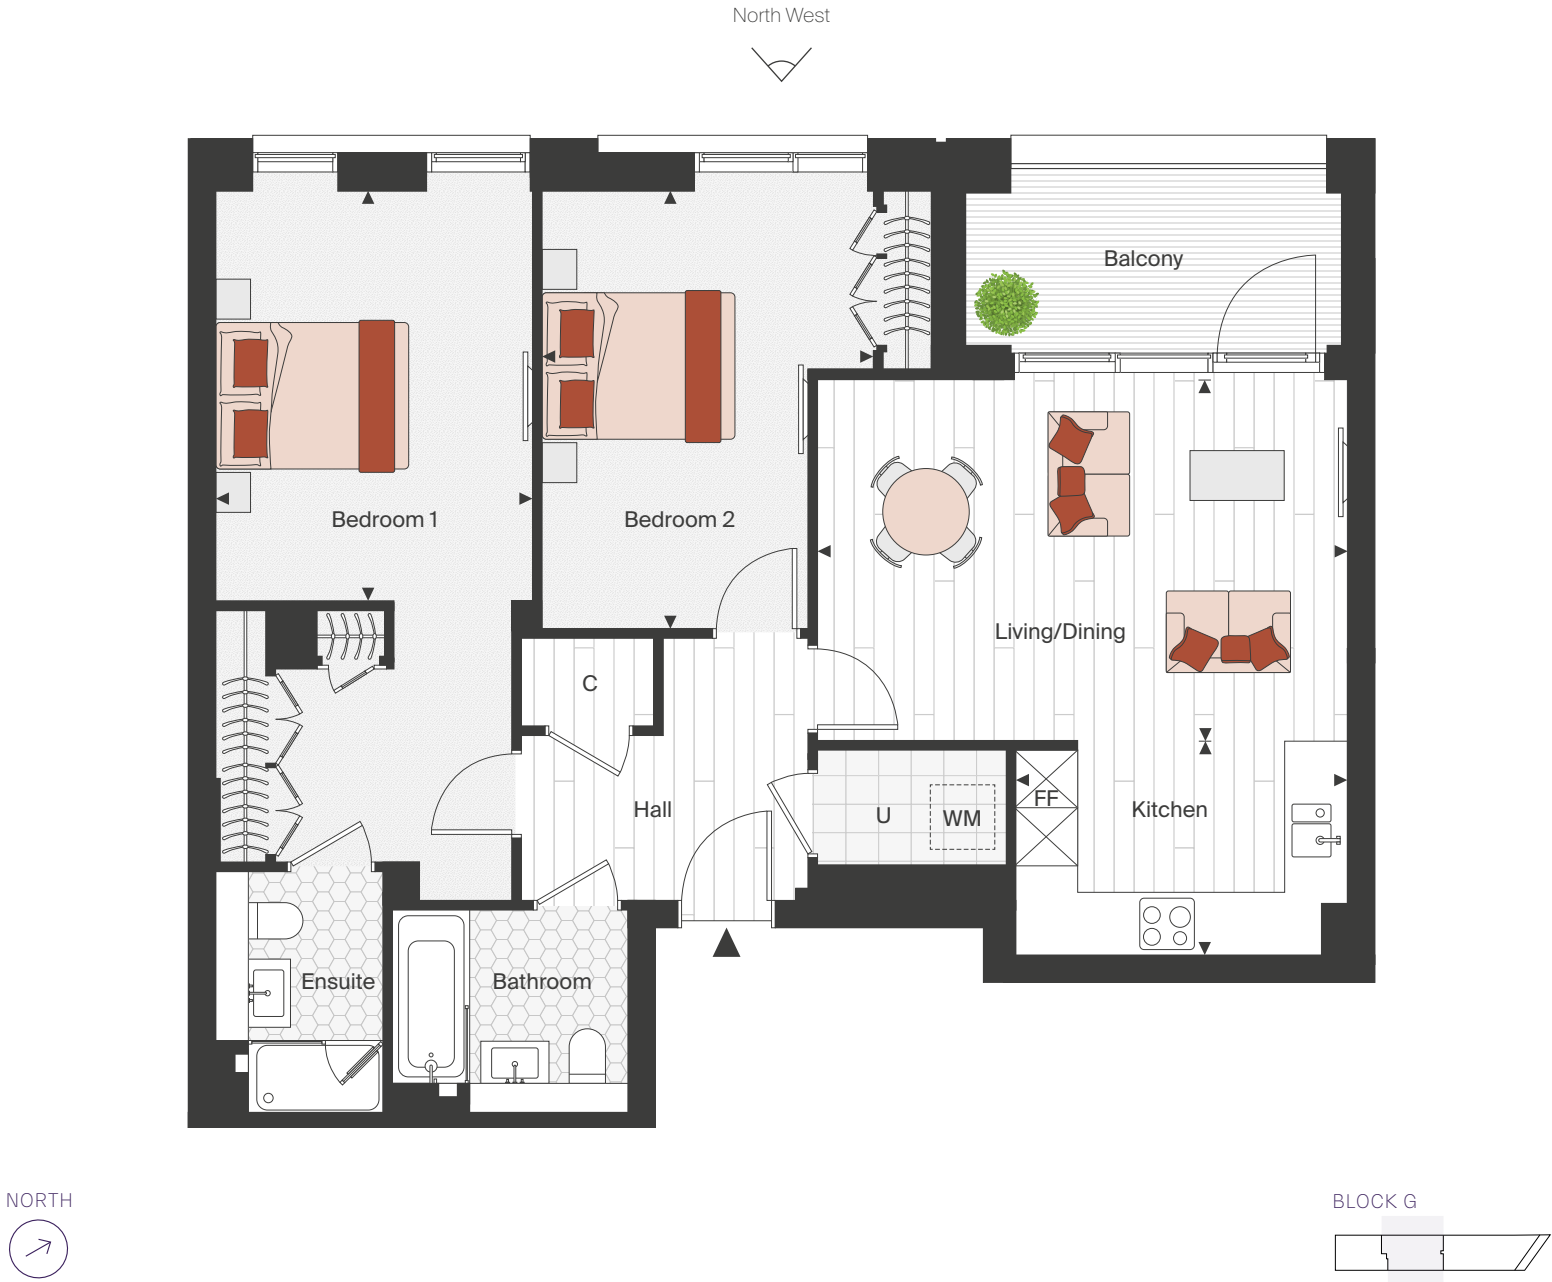 North West
Balcony
Bedroom 1
Bedroom 2
Living/Dining
C
Hall
U
WM
FF
Kitchen
Ensuite
Bathroom
NORTH
BLOCK G